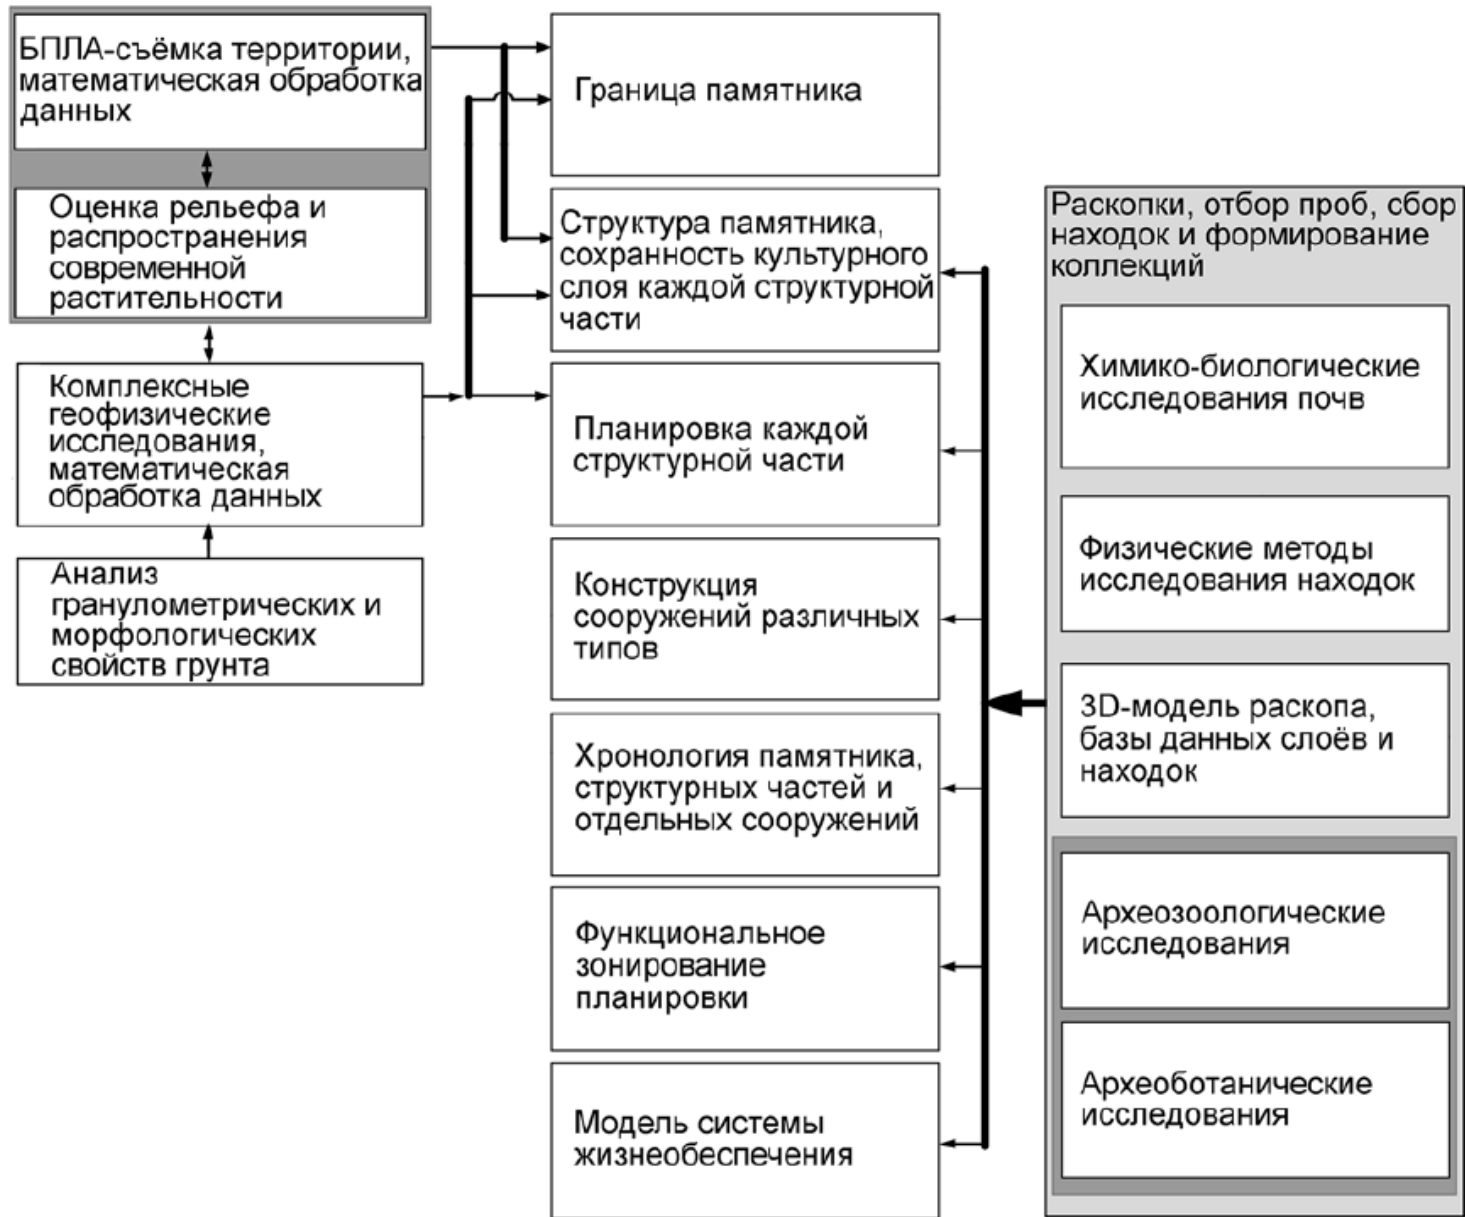 БПЛА-съёмка территории,
математическая обработка
данных
Оценка рельефа и
распространения
современной
растительности
Комплексные
геофизические
исследования,
математическая
обработка данных
Анализ
гранулометрических и
морфологических
свойств грунта
Граница памятника
Структура памятника,
сохранность культурного
слоя каждой структурной
части
Планировка каждой
структурной части
Конструкция
сооружений различных
типов
Хронология памятника,
структурных частей и
отдельных сооружений
Функциональное
зонирование
планировки
Модель системы
жизнеобеспечения
Раскопки, отбор проб, сбор
находок и формирование
коллекций
Химико-биологические
исследования почв
Физические методы
исследования находок
3D-модель раскопа,
базы данных слоёв и
находок
Археозоологические
исследования
Археоботанические
исследования